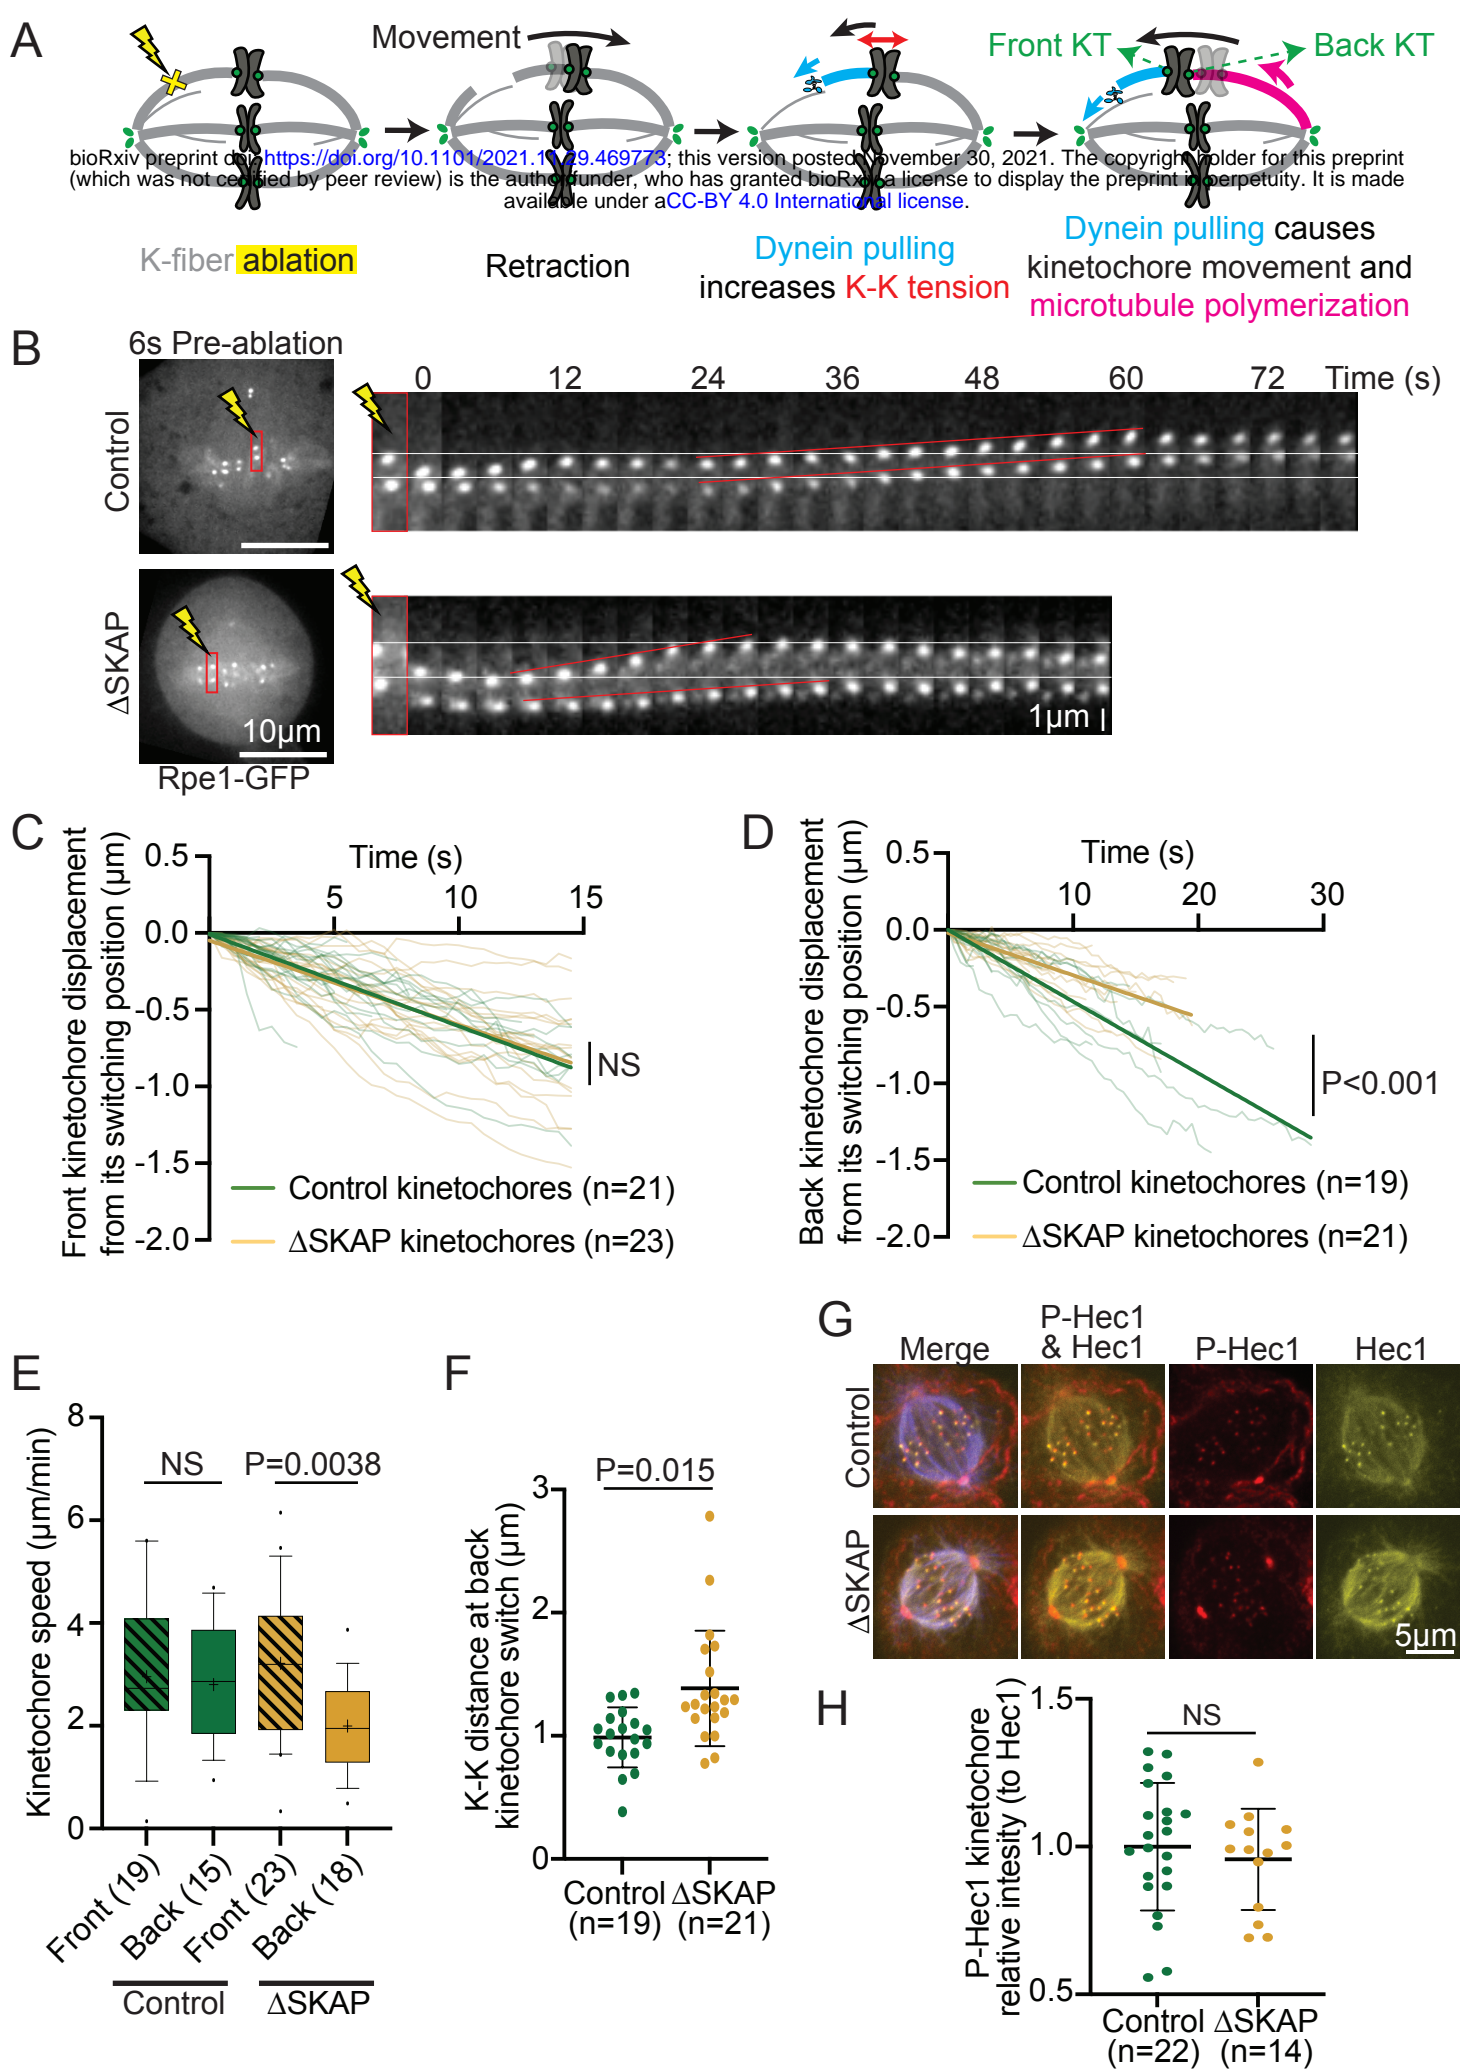 A
Movement
Front KT
Back KT
bioRxiv preprint doi: https://doi.org/10.1101/2021.11.29.469773; this version posted November 30, 2021. The copyright holder for this preprint
(which was not certified by peer review) is the author/funder, who has granted bioRxiv a license to display the preprint in perpetuity. It is made
available under aCC-BY 4.0 International license.
K-fiber ablation
Retraction
Dynein pulling
increases K-K tension
Dynein pulling causes
kinetochore movement and
microtubule polymerization
B
6s Pre-ablation
0 12 24 36 48 60 72 Time (s)
Control
ΔSKAP
10µm
1µm
Rpe1-GFP
C
Front kinetochore displacement
from its switching position (µm)
Time (s)
5 10 15
0.5
0.0
-0.5
-1.0
-1.5
-2.0
NS
Control kinetochores (n=21)
ΔSKAP kinetochores (n=23)
D
Back kinetochore displacement
from its switching position (µm)
Time (s)
10 20 30
0.5
0.0
-0.5
-1.0
-1.5
-2.0
P<0.001
Control kinetochores (n=19)
ΔSKAP kinetochores (n=21)
E
Kinetochore speed (µm/min)
8
6
4
2
0
NS
P=0.0038
Front (19)
Back (15)
Front (23)
Back (18)
Control
ΔSKAP
F
K-K distance at back
kinetochore switch (µm)
3
2
1
0
P=0.015
Control
(n=19)
ΔSKAP
(n=21)
G
Merge
P-Hec1
& Hec1
P-Hec1
Hec1
Control
ΔSKAP
5µm
H
P-Hec1 kinetochore
relative intesity (to Hec1)
1.5
1.0
0.5
NS
Control
(n=22)
ΔSKAP
(n=14)